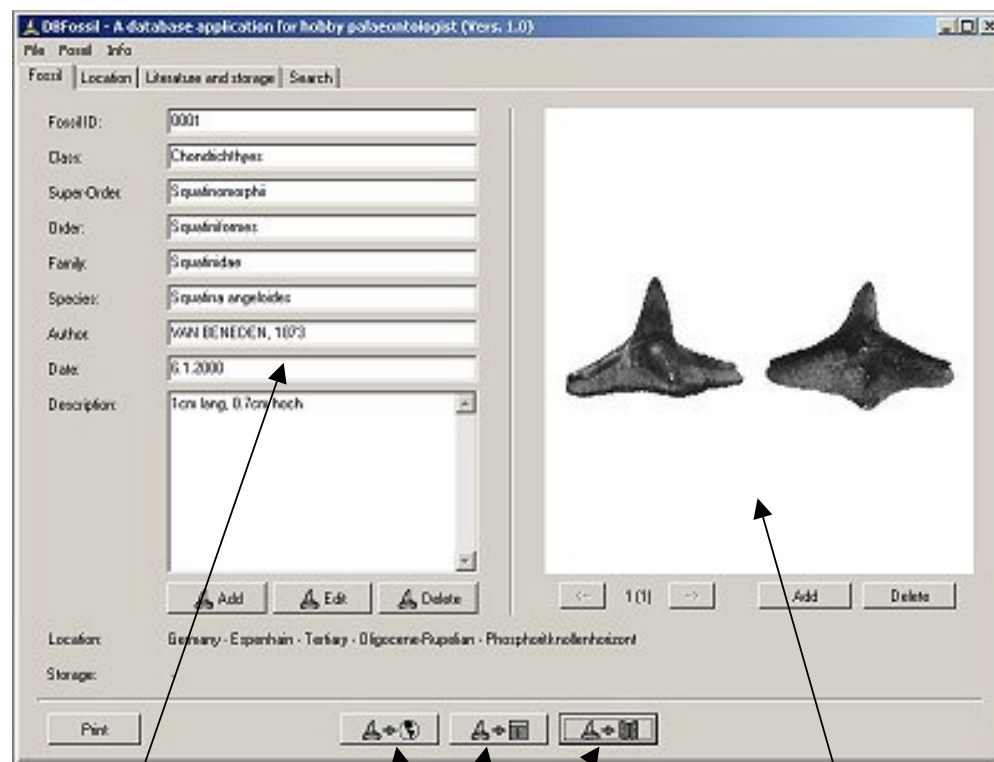 DBFossil - A database application for hobby palaeontologist (Vers. 1.0)
File Fossil Info
Fossil Location Literature and storage Search
Fossil ID: 0001
Class: Chondrichthyes
Super-Order: Squatinomorphii
Order: Squatiniformes
Family: Squatinidae
Species: Squatina angeloides
Author: VAN BENEDEN, 1873
Date: 6.1.2000
Description: 1cm lang, 0.7cm hoch
Add Edit Delete <-- 1 (1) --> Add Delete
Location: Germany - Espenhain - Tertiary - Oligocene-Rupelian - Phosphoritknollenhorizont
Storage: -
Print